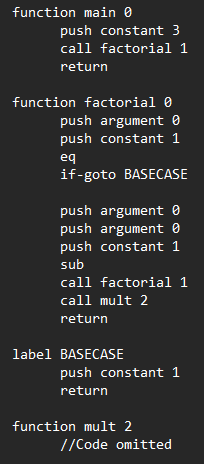 function main 0
push constant 3
call factorial 1
return
function factorial 0
push argument 0
push constant 1
eq
if-goto BASECASE
push argument 0
push argument 0
push constant 1
sub
call factorial 1
call mult 2
return
label BASECASE
push constant 1
return
function mult 2
//Code omitted